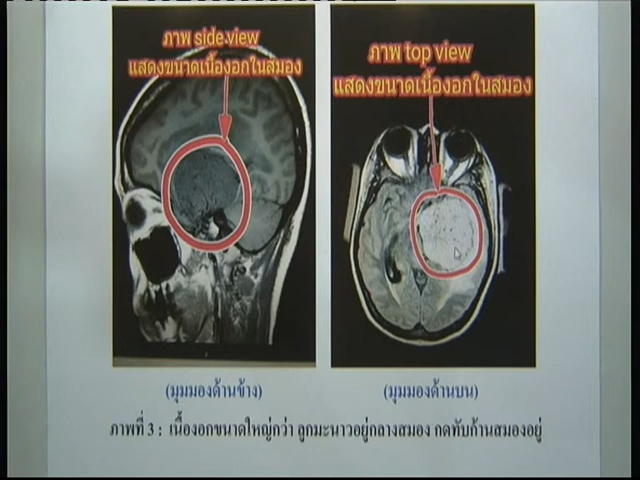 ภาพ side view
แสดงขนาดเนื้องอกในสมอง
ภาพ top view
แสดงขนาดเนื้องอกในสมอง
(มุมมองด้านข้าง)
(มุมมองด้านบน)
ภาพที่ 3 : เนื้องอกขนาดใหญ่กว่า ลูกมะนาวอยู่กลางสมอง กดทับก้านสมองอยู่